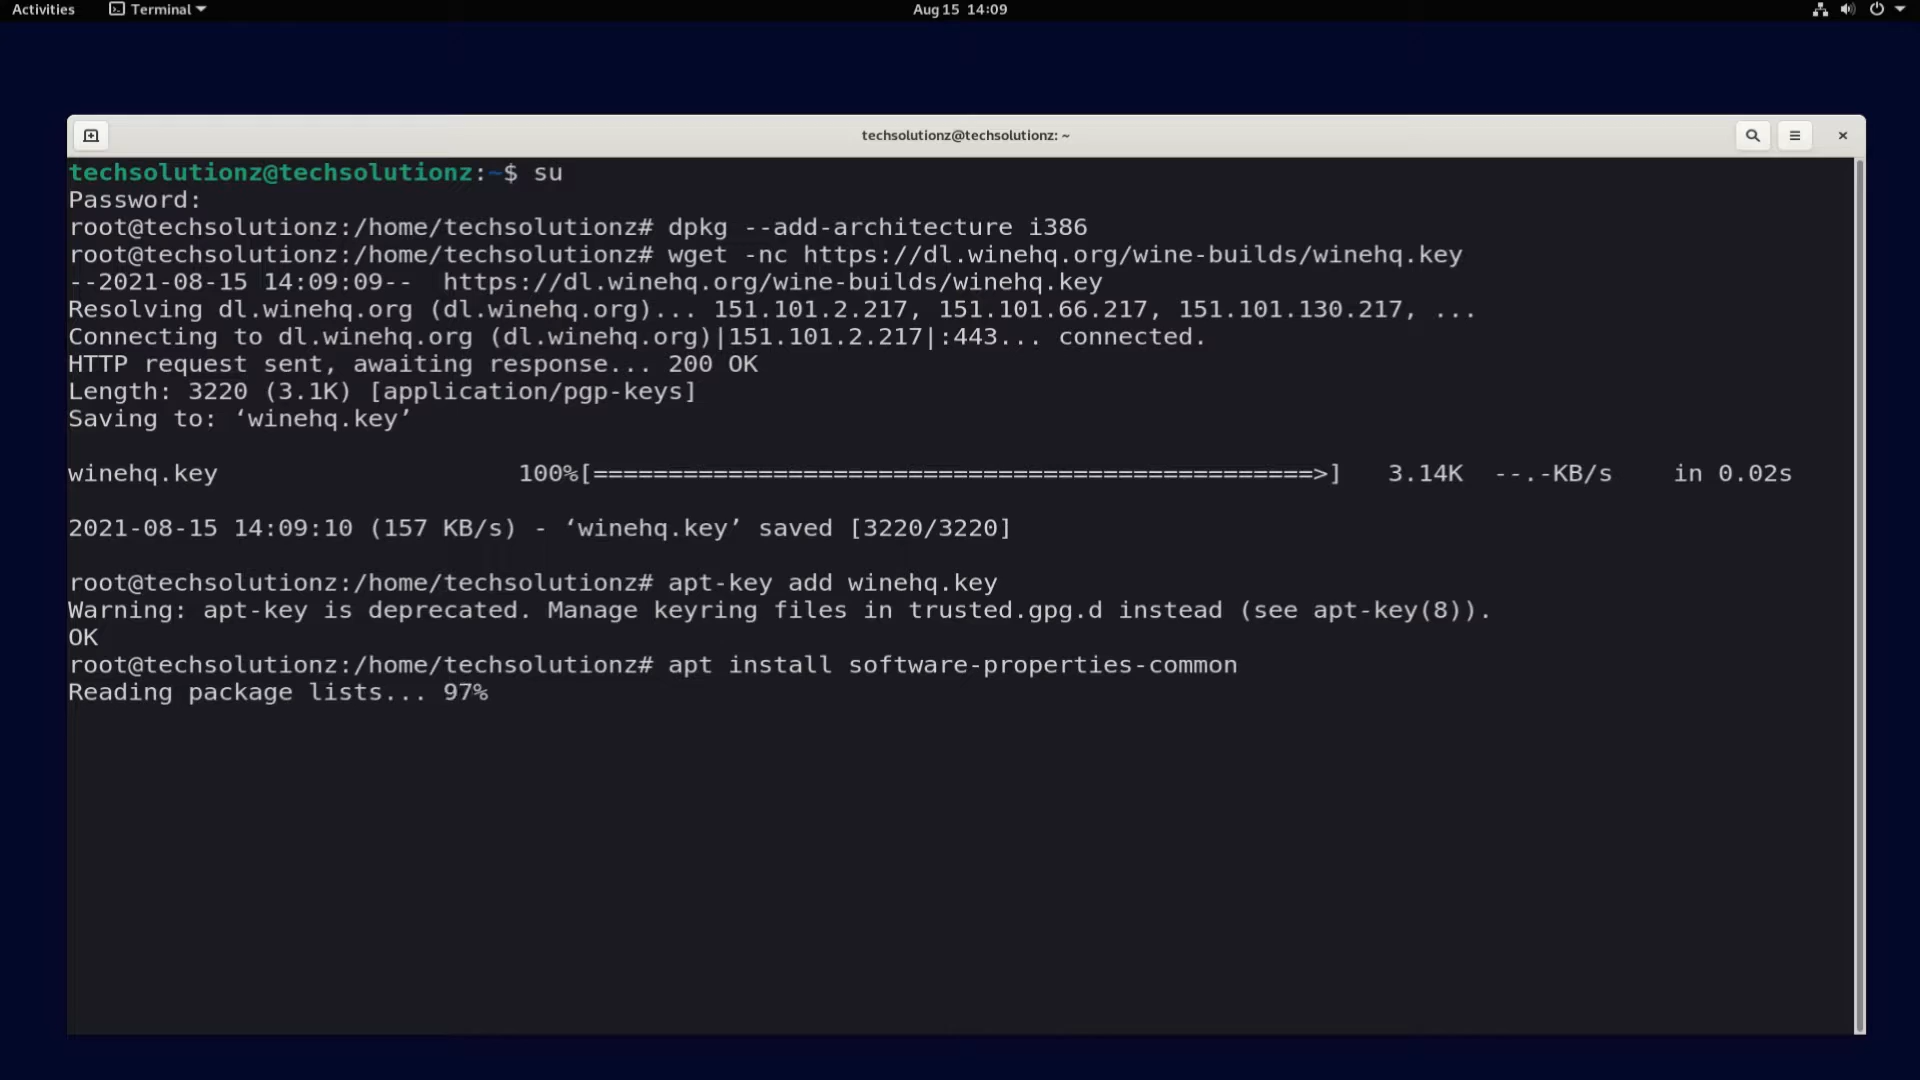 Activities Terminal Aug 15 14:09
techsolutionz@techsolutionz: ~
techsolutionz@techsolutionz:~$ su
Password:
root@techsolutionz:/home/techsolutionz# dpkg --add-architecture i386
root@techsolutionz:/home/techsolutionz# wget -nc https://dl.winehq.org/wine-builds/winehq.key
--2021-08-15 14:09:09--  https://dl.winehq.org/wine-builds/winehq.key
Resolving dl.winehq.org (dl.winehq.org)... 151.101.2.217, 151.101.66.217, 151.101.130.217, ...
Connecting to dl.winehq.org (dl.winehq.org)|151.101.2.217|:443... connected.
HTTP request sent, awaiting response... 200 OK
Length: 3220 (3.1K) [application/pgp-keys]
Saving to: ‘winehq.key’
winehq.key 100%[================================================>] 3.14K --.-KB/s in 0.02s
2021-08-15 14:09:10 (157 KB/s) - ‘winehq.key’ saved [3220/3220]
root@techsolutionz:/home/techsolutionz# apt-key add winehq.key
Warning: apt-key is deprecated. Manage keyring files in trusted.gpg.d instead (see apt-key(8)).
OK
root@techsolutionz:/home/techsolutionz# apt install software-properties-common
Reading package lists... 97%